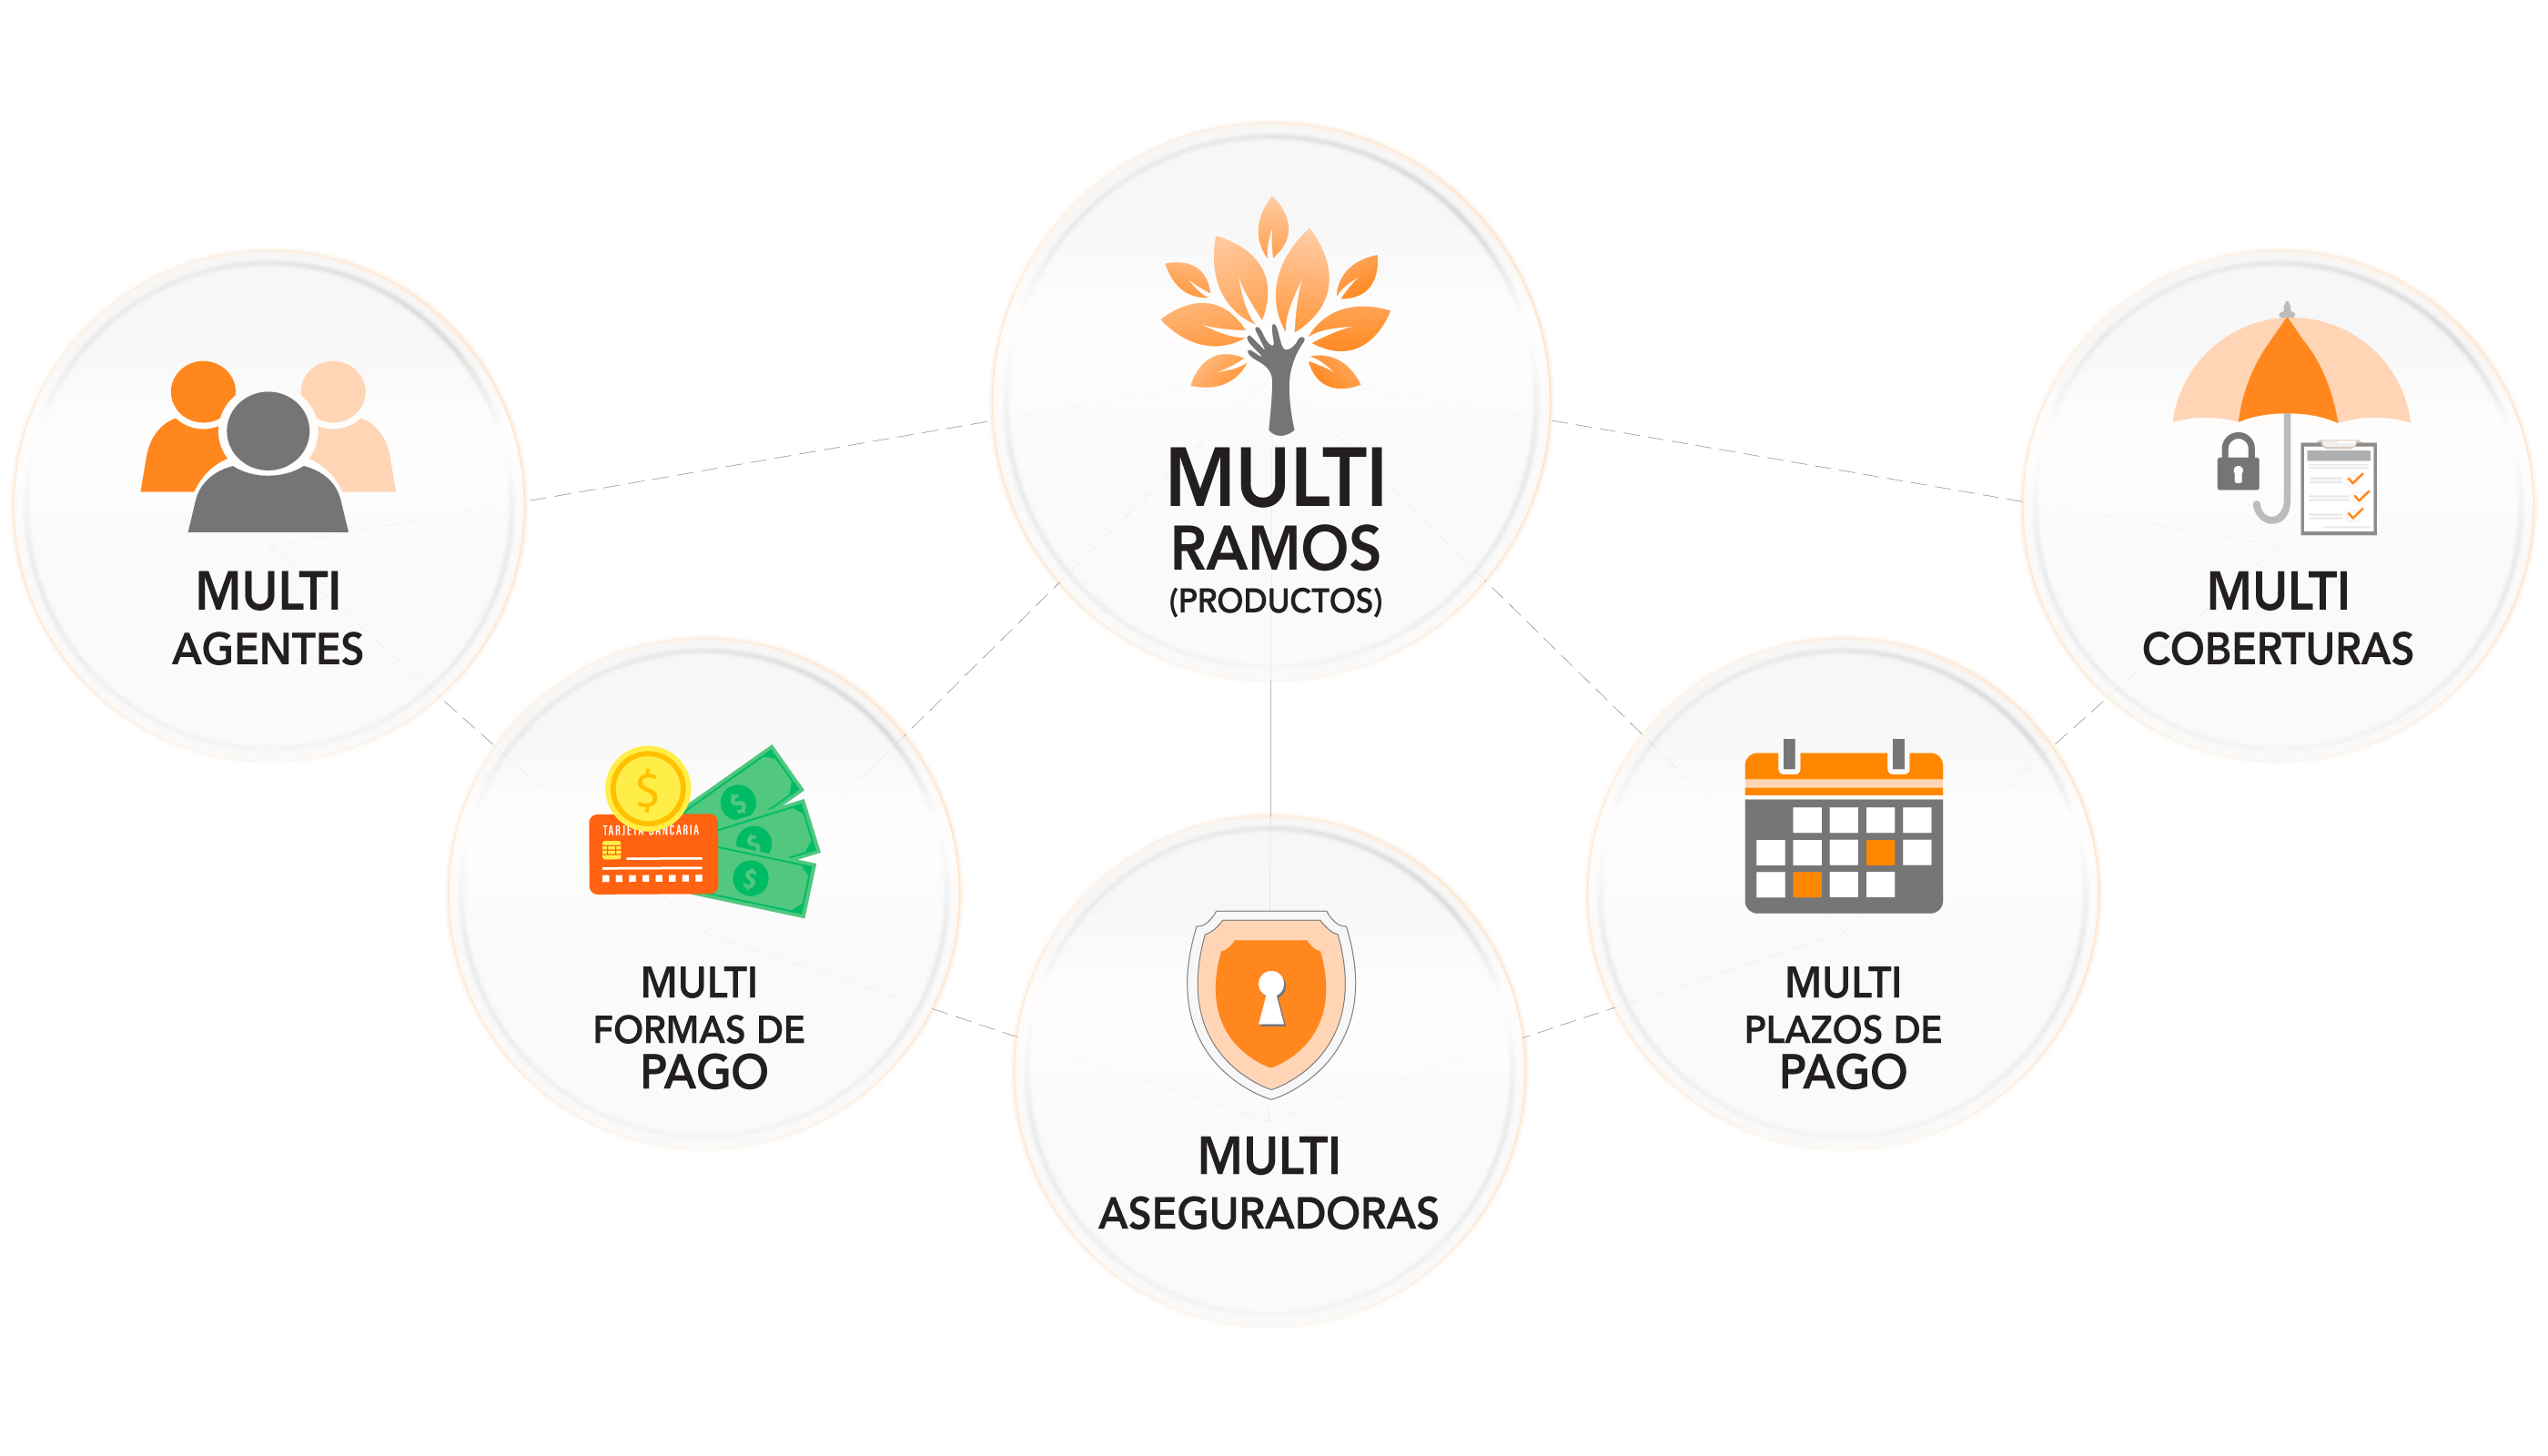 MULTI
RAMOS
(PRODUCTOS)
MULTI
AGENTES
MULTI
COBERTURAS
TARJETA BANCARIA
MULTI
FORMAS DE
PAGO
MULTI
PLAZOS DE
PAGO
MULTI
ASEGURADORAS